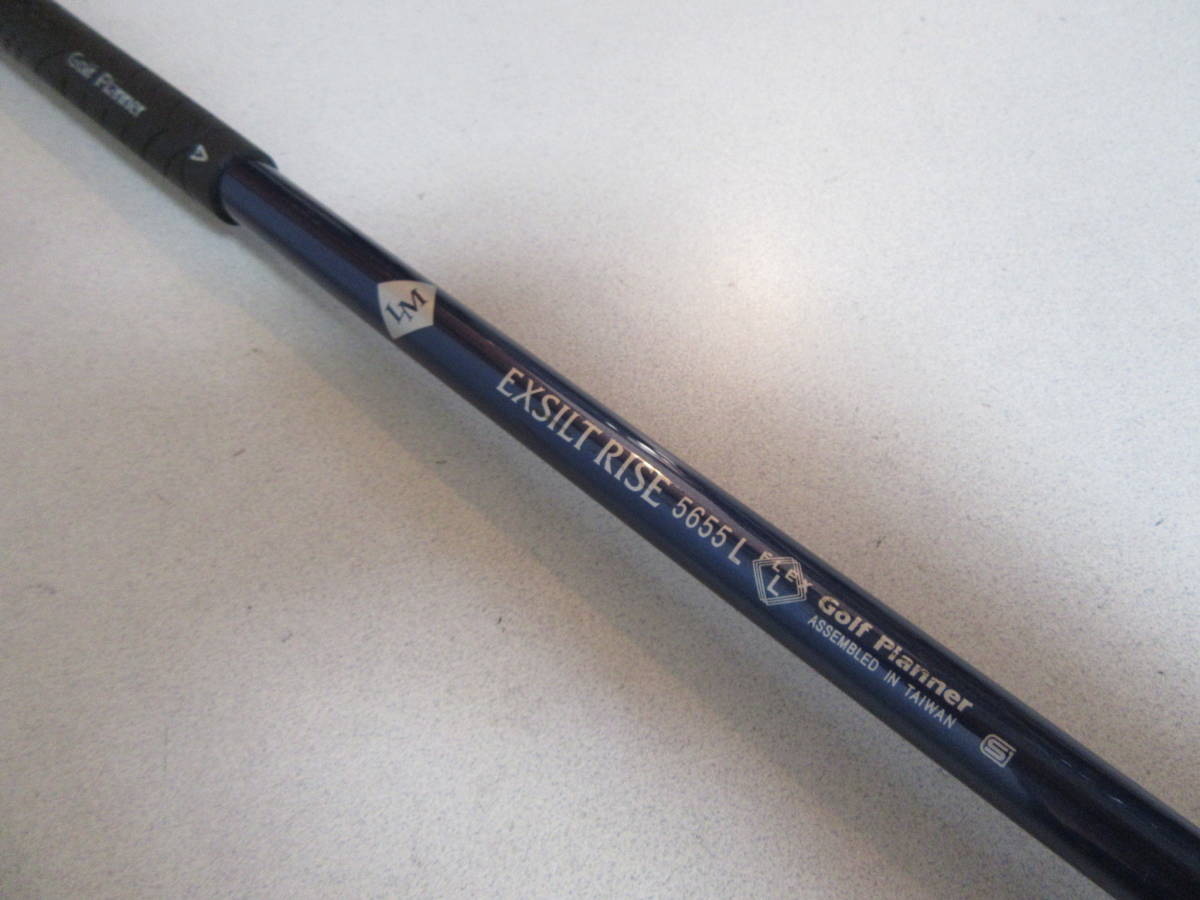 Golf Planner
LM
EXSILT RISE 5655 L
FLEX
L
Golf Planner
ASSEMBLED IN TAIWAN
S